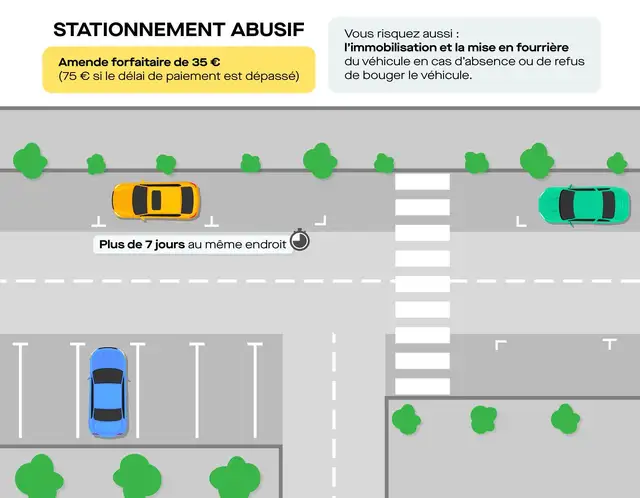 STATIONNEMENT ABUSIF
Amende forfaitaire de 35 €
(75 € si le délai de paiement est dépassé)
Vous risquez aussi :
l'immobilisation et la mise en fourrière
du véhicule en cas d'absence ou de refus
de bouger le véhicule.
Plus de 7 jours au même endroit